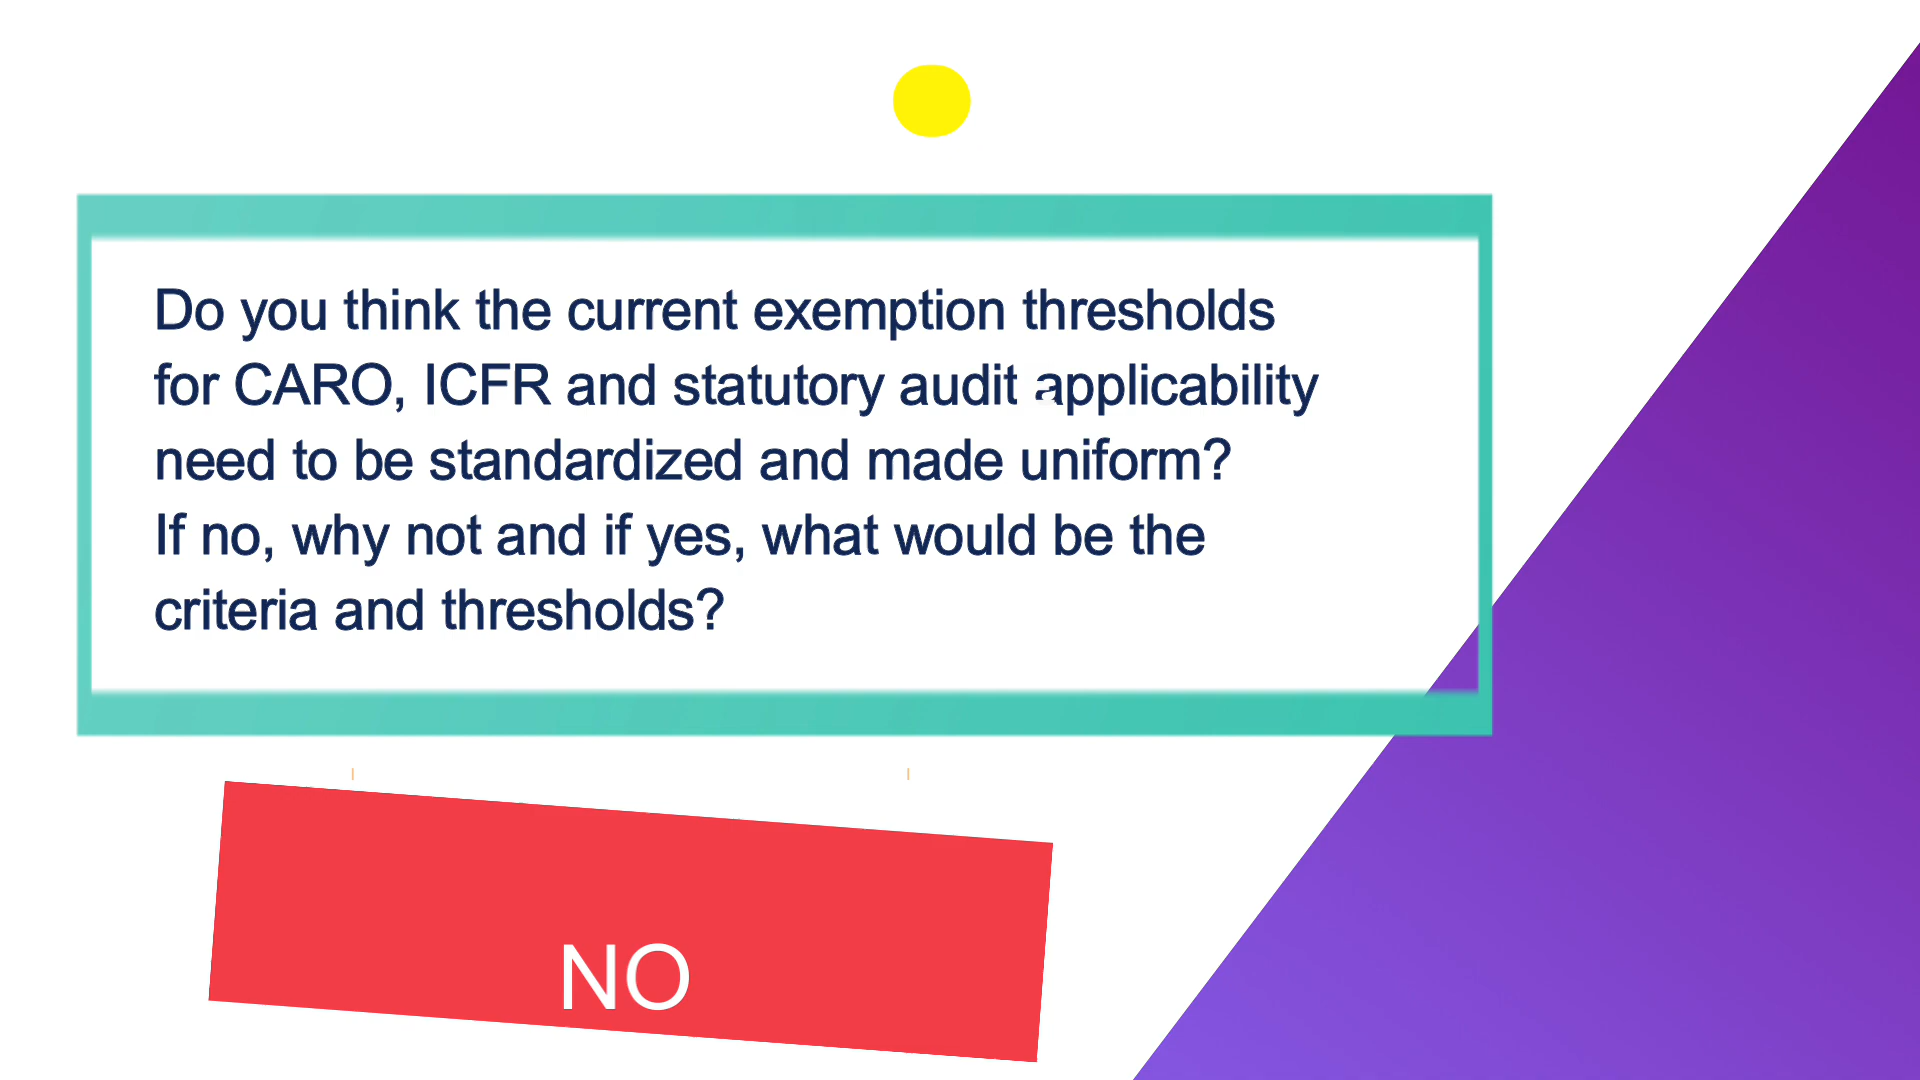 Do you think the current exemption thresholds
for CARO, ICFR and statutory audit applicability
need to be standardized and made uniform?
If no, why not and if yes, what would be the
criteria and thresholds?
NO